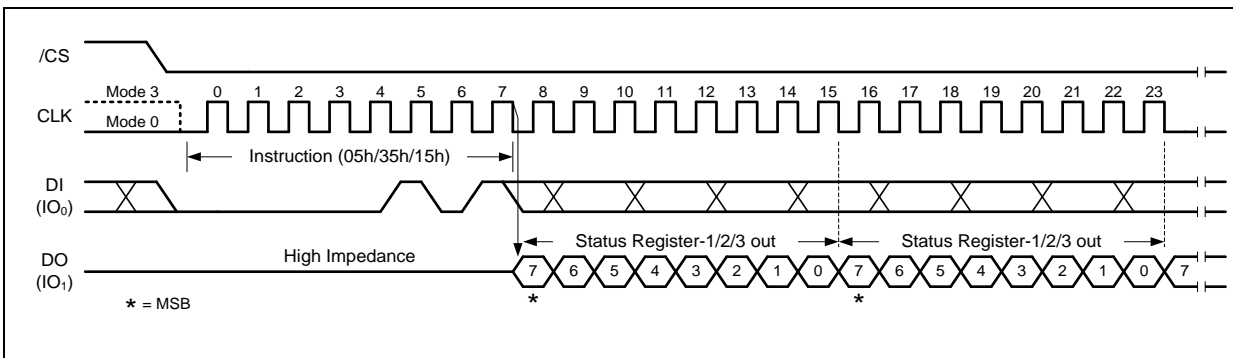 /CS
Mode 3
0 1 2 3 4 5 6 7 8 9 10 11 12 13 14 15 16 17 18 19 20 21 22 23
CLK
Mode 0
Instruction (05h/35h/15h)
DI
(IO₀)
Status Register-1/2/3 out Status Register-1/2/3 out
High Impedance
DO
(IO₁)
7 6 5 4 3 2 1 0 7 6 5 4 3 2 1 0 7
* *
* = MSB